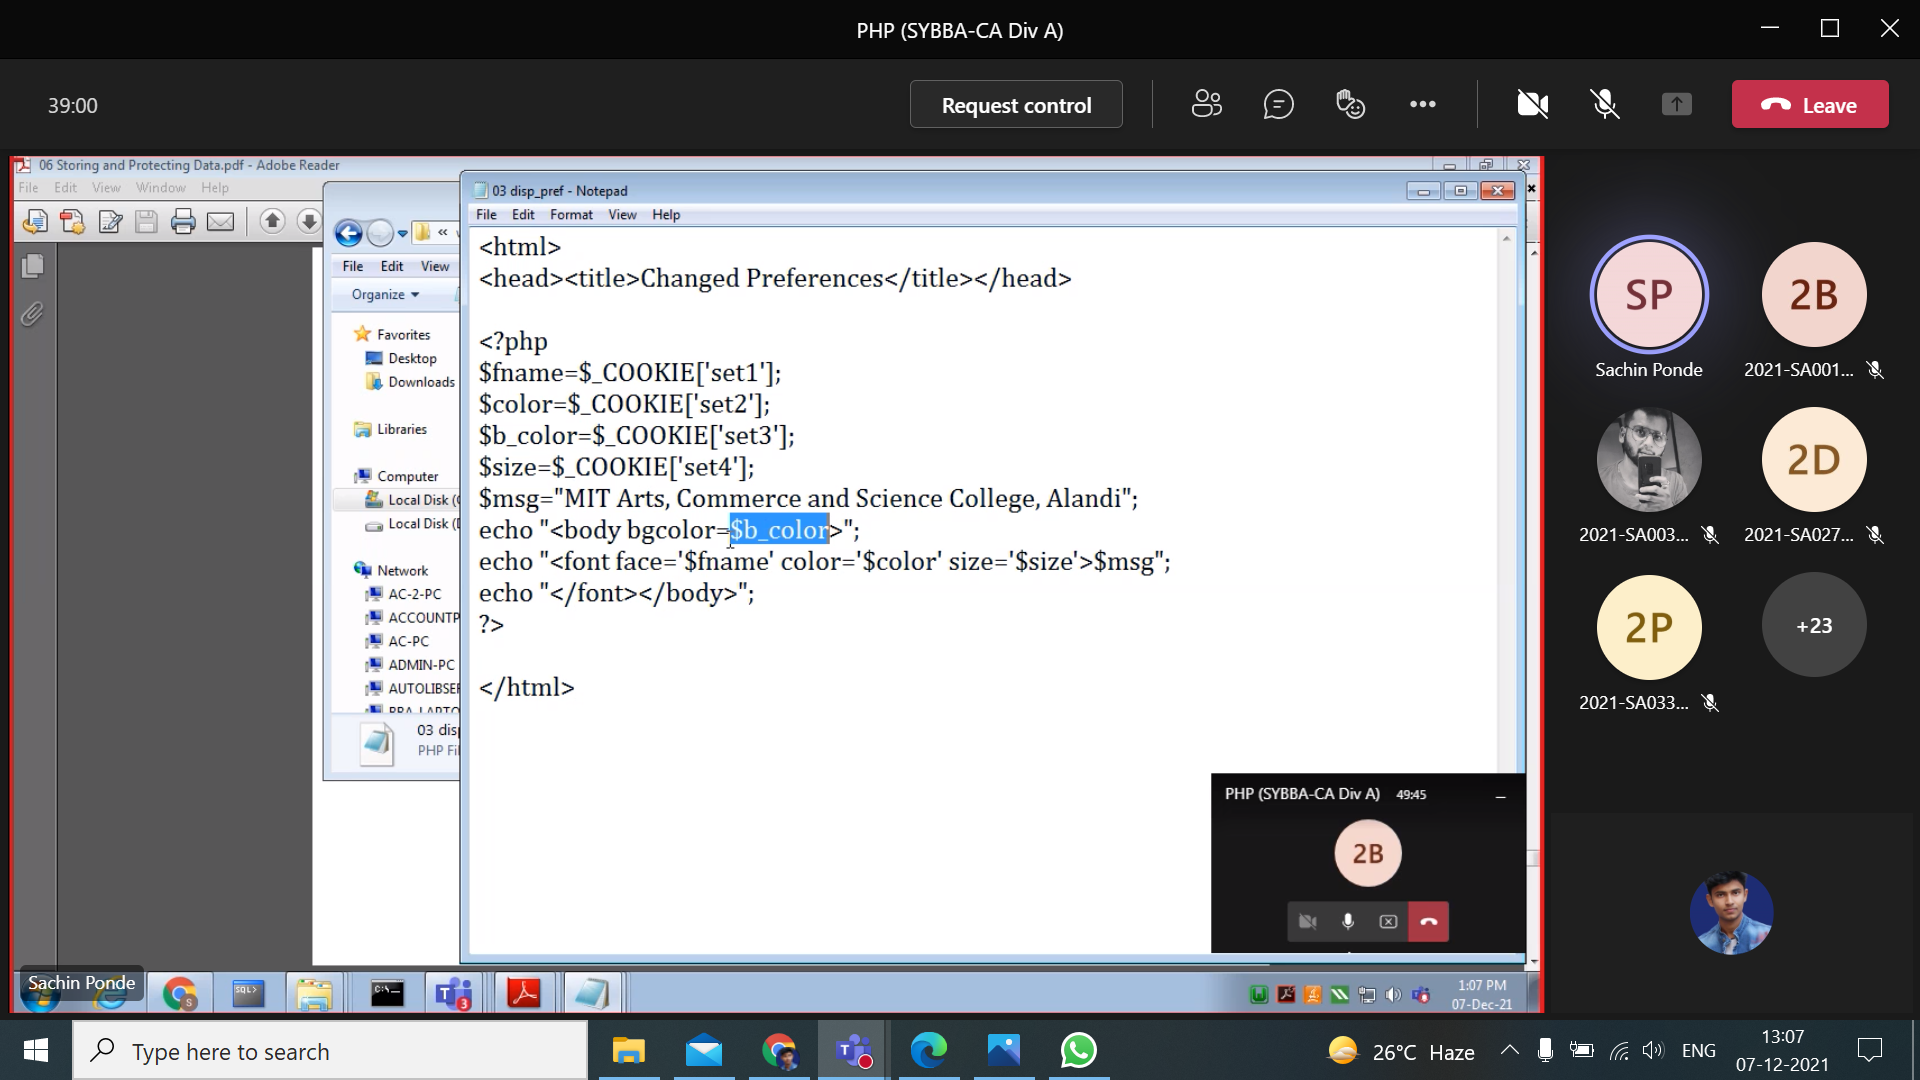 PHP (SYBBA-CA Div A)
39:00
Request control
Leave
06 Storing and Protecting Data.pdf - Adobe Reader
File Edit View Window Help
File Edit View
Organize
Favorites
Desktop
Downloads
Libraries
Computer
Local Disk (
Local Disk (
Network
AC-2-PC
ACCOUNTP
AC-PC
ADMIN-PC
AUTOLIBSE
BBA-LAPTO
03 disp
PHP Fil
03 disp_pref - Notepad
File Edit Format View Help
<html>
<head><title>Changed Preferences</title></head>
<?php
$fname=$_COOKIE['set1'];
$color=$_COOKIE['set2'];
$b_color=$_COOKIE['set3'];
$size=$_COOKIE['set4'];
$msg="MIT Arts, Commerce and Science College, Alandi";
echo "<body bgcolor=$b_color>";
echo "<font face='$fname' color='$color' size='$size'>$msg";
echo "</font></body>";
?>
</html>
PHP (SYBBA-CA Div A) 49:45
2B
SP
Sachin Ponde
2B
2021-SA001...
2021-SA003...
2D
2021-SA027...
2P
2021-SA033...
+23
Sachin Ponde
SQL>
C:\
T 3
1:07 PM
07-Dec-21
Type here to search
26°C Haze
ENG
13:07
07-12-2021